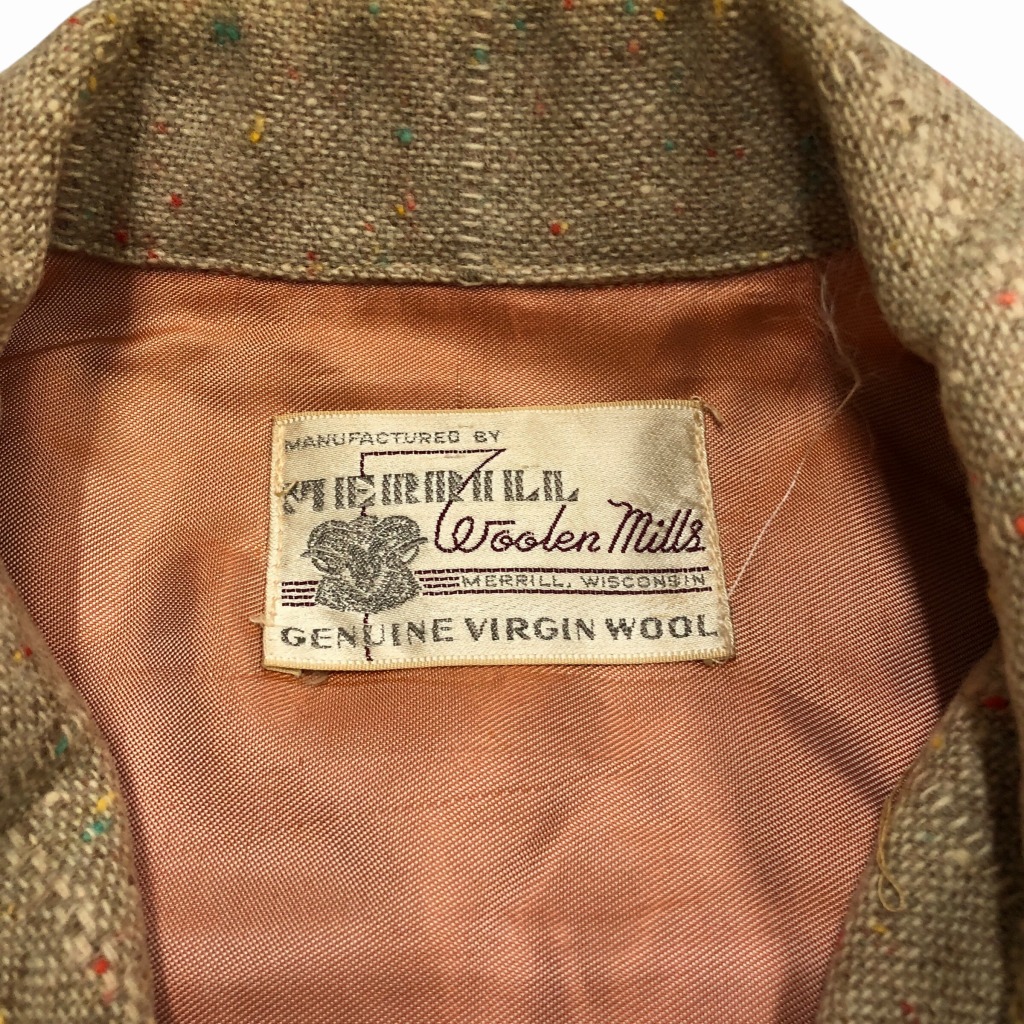 MANUFACTURED BY
MERRILL
Woolen Mills
MERRILL, WISCONSIN
GENUINE VIRGIN WOOL